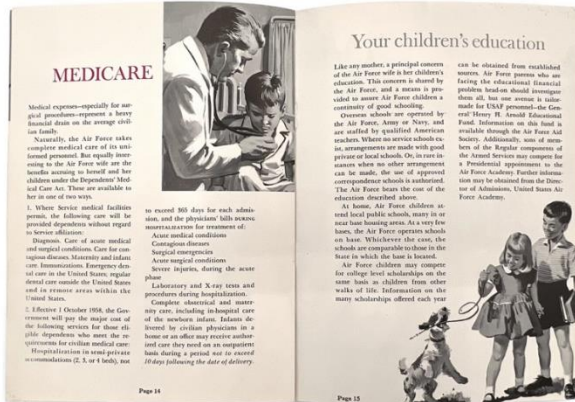 MEDICARE
Medical expenses—especially for sur-
gical procedures—represent a heavy
financial drain on the average civil-
ian family.
Naturally, the Air Force takes
complete medical care of its uni-
formed personnel. But equally inter-
esting to the Air Force wife are the
benefits accruing to herself and her
children under the Dependents' Med-
ical Care Act. These are available to
her in one of two ways.
1. Where Service medical facilities
permit, the following care will be
provided dependents without regard
to Service affiliation:
Diagnosis. Care of acute medical
and surgical conditions. Care for con-
tagious diseases. Maternity and infant
care. Immunizations. Emergency den-
tal care in the United States; regular
dental care outside the United States
and in remote areas within the
United States.
2. Effective 1 October 1958, the Gov-
ernment will pay the major cost of
the following services for those eli-
gible dependents who meet the re-
quirements for civilian medical care:
Hospitalization in semi-private
accommodations (2, 3, or 4 beds), not
to exceed 365 days for each admis-
sion, and the physicians' bills DURING
HOSPITALIZATION for treatment of:
Acute medical conditions
Contagious diseases
Surgical emergencies
Acute surgical conditions
Severe injuries, during the acute
phase
Laboratory and X-ray tests and
procedures during hospitalization.
Complete obstetrical and mater-
nity care, including in-hospital care
of the newborn infant. Infants de-
livered by civilian physicians in a
home or an office may receive author-
ized care they need on an outpatient
basis during a period not to exceed
10 days following the date of delivery.
Page 14
Your children's education
Like any mother, a principal concern
of the Air Force wife is her children's
education. This concern is shared by
the Air Force, and a means is pro-
vided to assure Air Force children a
continuity of good schooling.
Overseas schools are operated by
the Air Force, Army or Navy, and
are staffed by qualified American
teachers. Where no service schools ex-
ist, arrangements are made with good
private or local schools. Or, in rare in-
stances when no other arrangement
can be made, the use of approved
correspondence schools is authorized.
The Air Force bears the cost of the
education described above.
At home, Air Force children at-
tend local public schools, many in or
near base housing areas. At a very few
bases, the Air Force operates schools
on base. Whichever the case, the
schools are comparable to those in the
State in which the base is located.
Air Force children may compete
for college level scholarships on the
same basis as children from other
walks of life. Information on the
many scholarships offered each year
can be obtained from established
sources. Air Force parents who are
facing the educational financial
problem head-on should investigate
them all, but one avenue is tailor-
made for USAF personnel—the Gen-
eral Henry H. Arnold Educational
Fund. Information on this fund is
available through the Air Force Aid
Society. Additionally, sons of mem-
bers of the Regular components of
the Armed Services may compete for
a Presidential appointment to the
Air Force Academy. Further informa-
tion may be obtained from the Direc-
tor of Admissions, United States Air
Force Academy.
Page 15